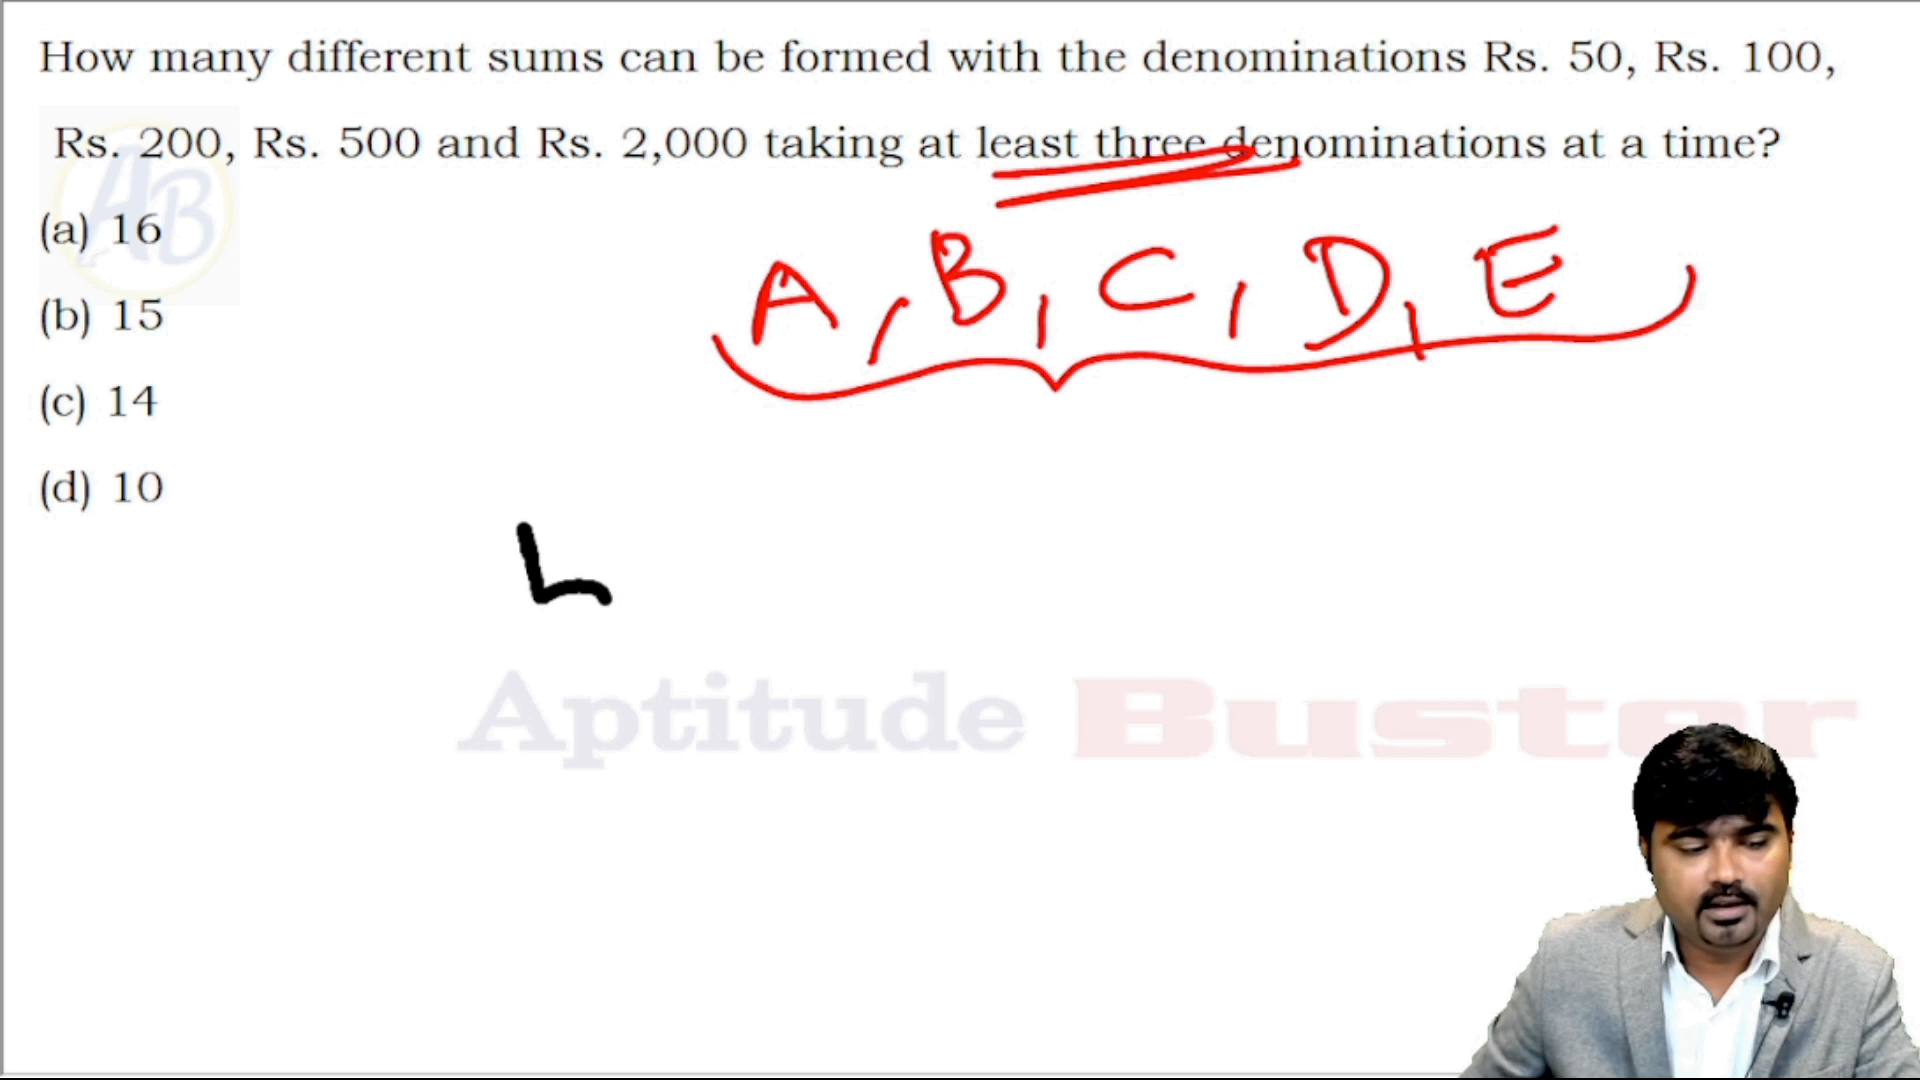 How many different sums can be formed with the denominations Rs. 50, Rs. 100,
Rs. 200, Rs. 500 and Rs. 2,000 taking at least three denominations at a time?
(a) 16
AB
(b) 15
(c) 14
(d) 10
A, B, C, D, E
Aptitude Buster